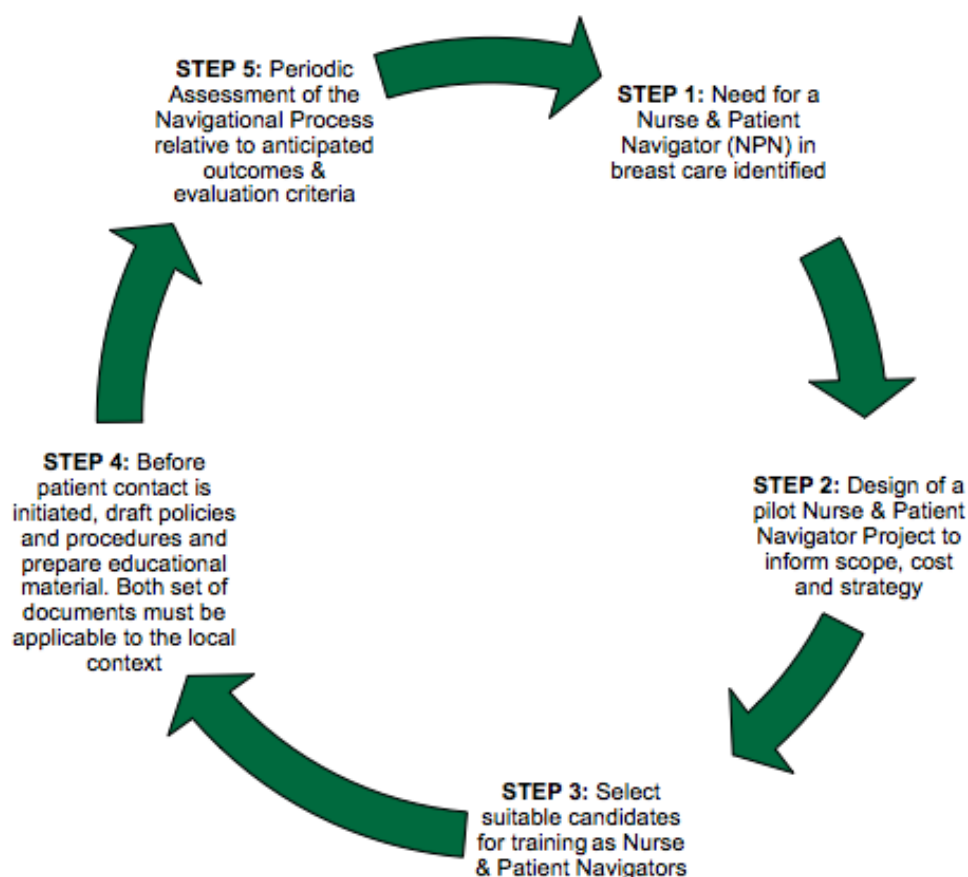 STEP 5: Periodic
Assessment of the
Navigational Process
relative to anticipated
outcomes &
evaluation criteria
STEP 1: Need for a
Nurse & Patient
Navigator (NPN) in
breast care identified
STEP 4: Before
patient contact is
initiated, draft policies
and procedures and
prepare educational
material. Both set of
documents must be
applicable to the local
context
STEP 2: Design of a
pilot Nurse & Patient
Navigator Project to
inform scope, cost
and strategy
STEP 3: Select
suitable candidates
for training as Nurse
& Patient Navigators